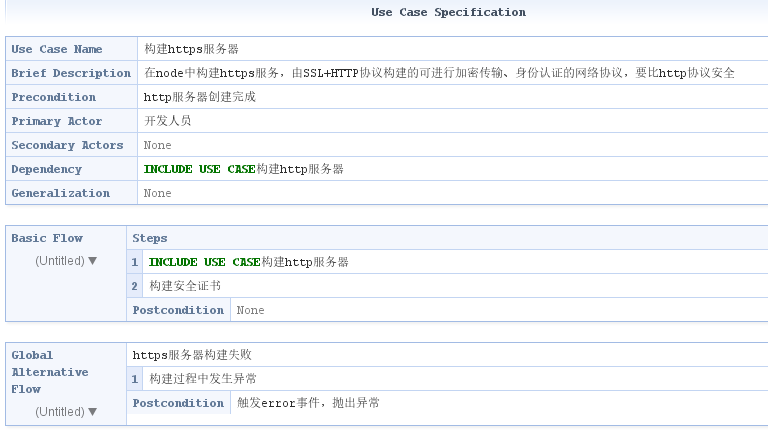 Use Case Specification
Use Case Name 构建https服务器
Brief Description 在node中构建https服务，由SSL+HTTP协议构建的可进行加密传输、身份认证的网络协议，要比http协议安全
Precondition http服务器创建完成
Primary Actor 开发人员
Secondary Actors None
Dependency INCLUDE USE CASE构建http服务器
Generalization None
Basic Flow Steps
(Untitled) ▼
1 INCLUDE USE CASE构建http服务器
2 构建安全证书
Postcondition None
Global Alternative Flow
(Untitled) ▼
https服务器构建失败
1 构建过程中发生异常
Postcondition 触发error事件，抛出异常